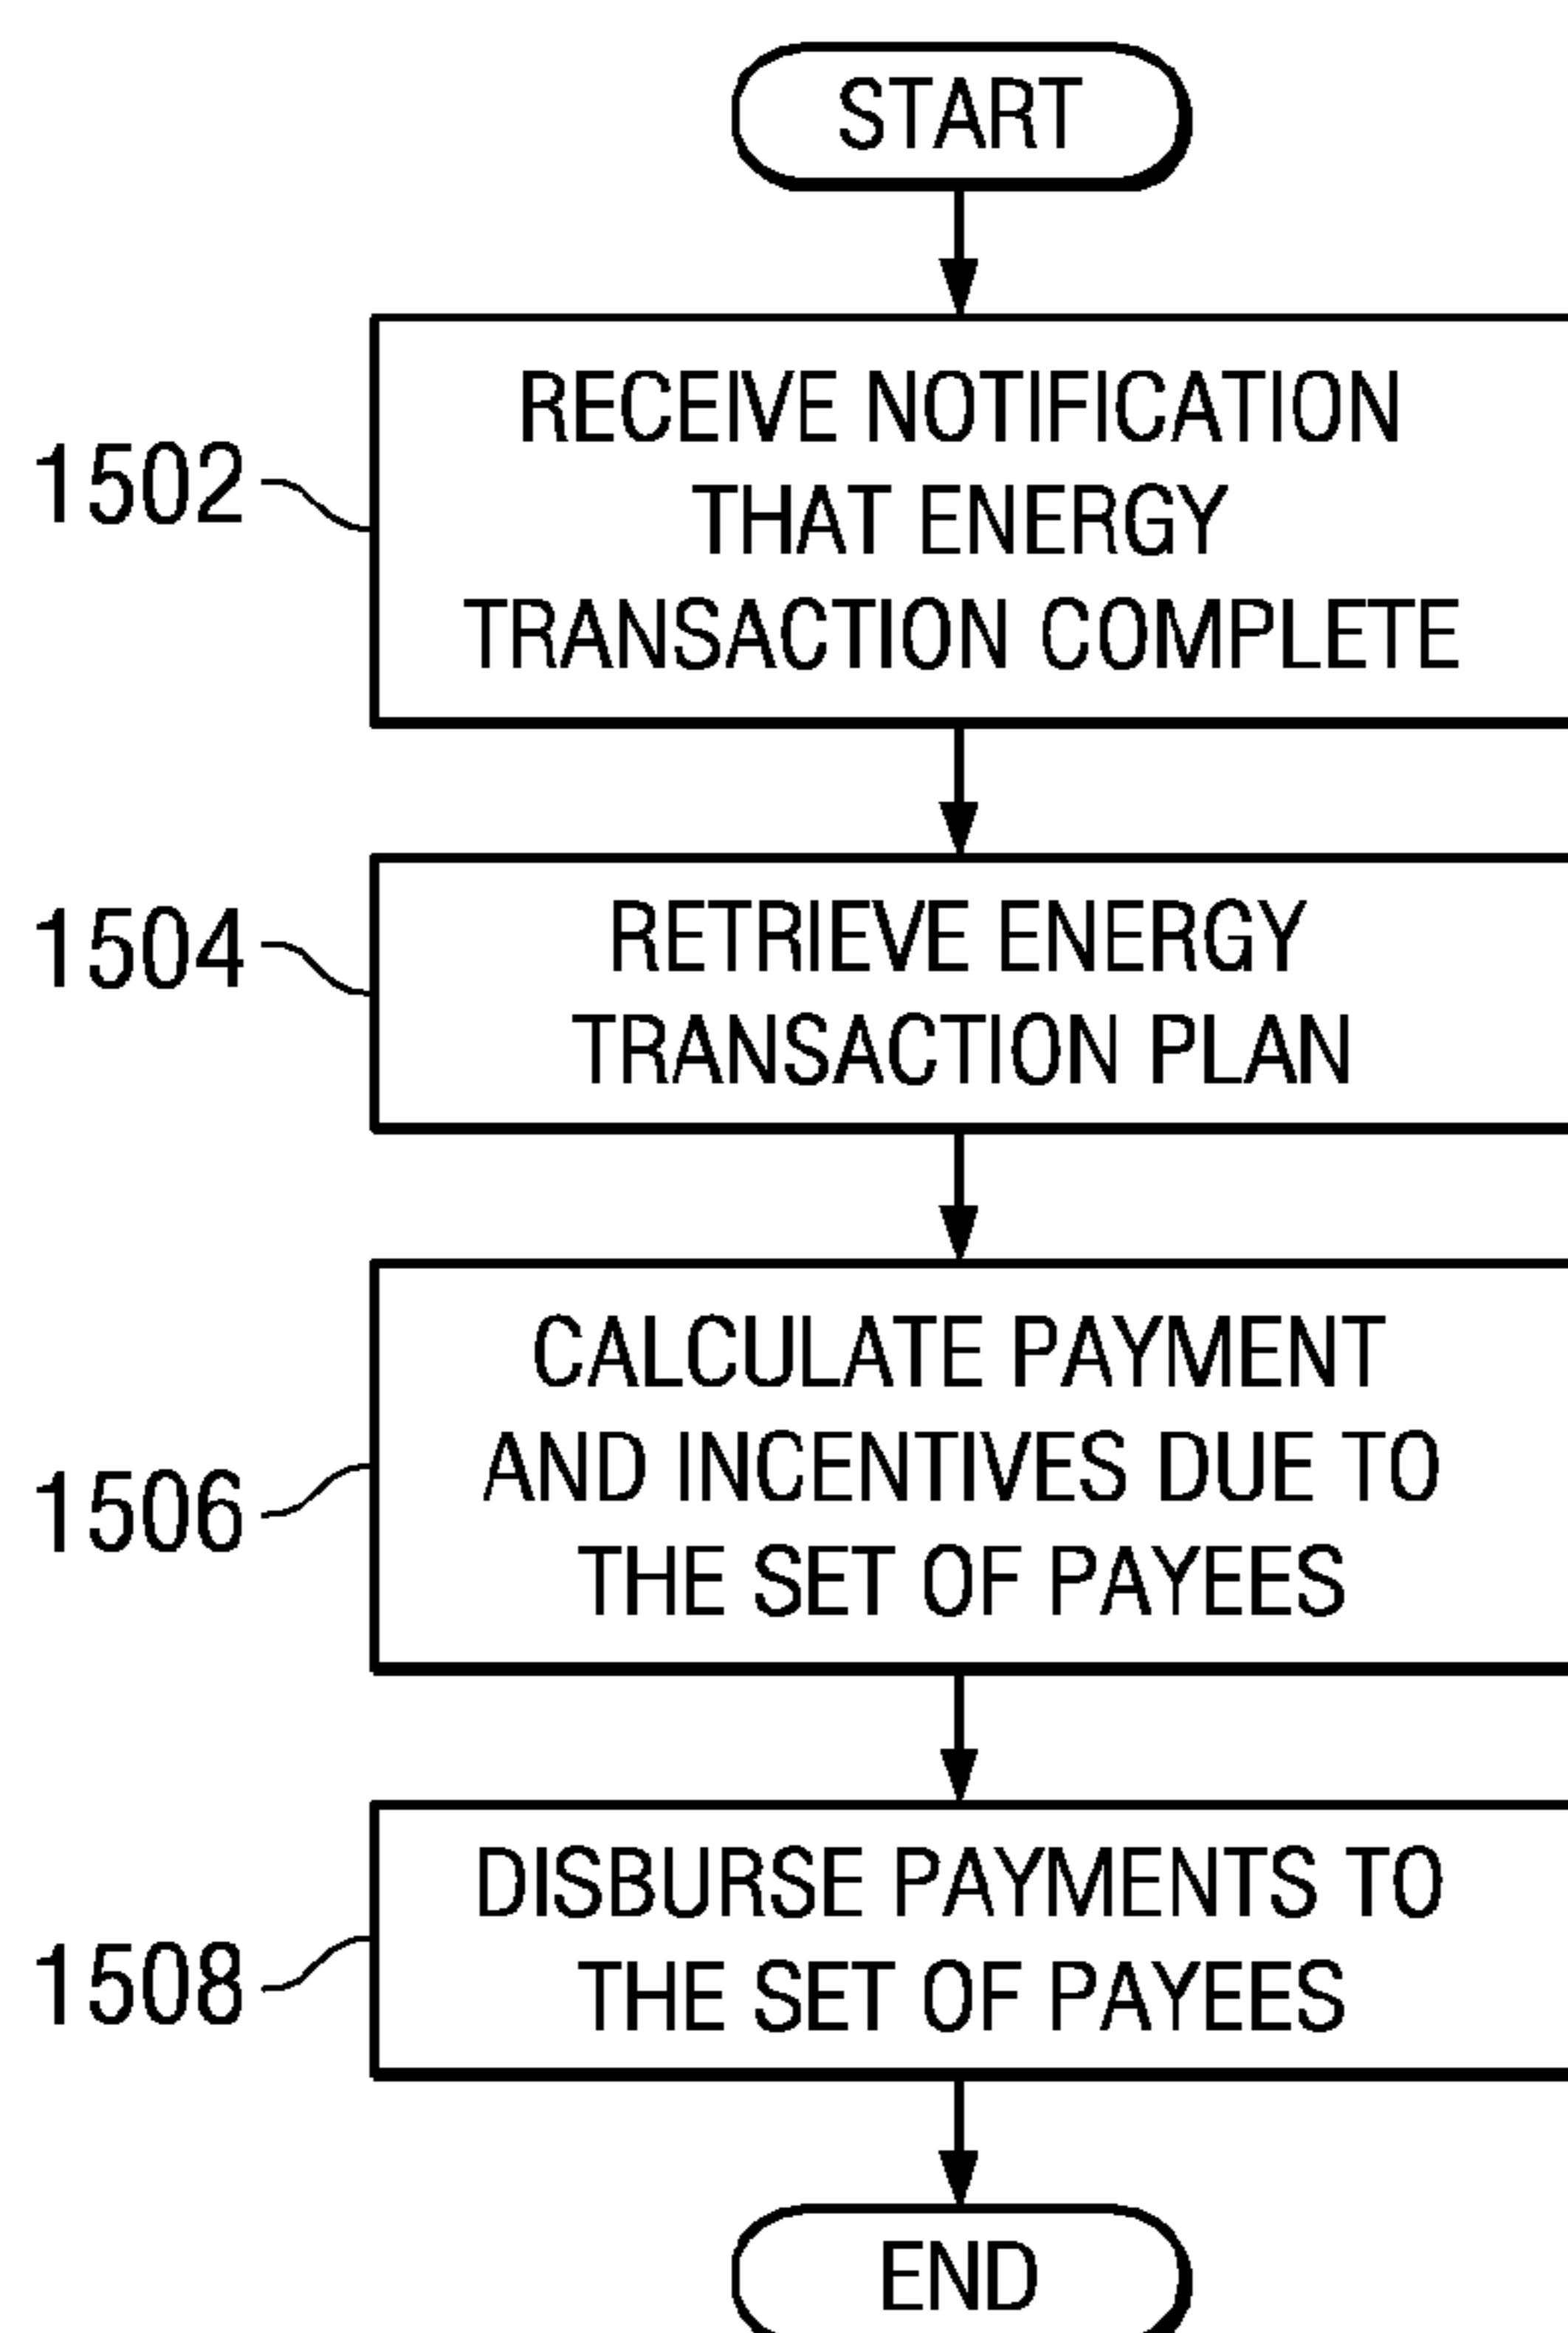 START
1502
RECEIVE NOTIFICATION
THAT ENERGY
TRANSACTION COMPLETE
1504
RETRIEVE ENERGY
TRANSACTION PLAN
1506
CALCULATE PAYMENT
AND INCENTIVES DUE TO
THE SET OF PAYEES
1508
DISBURSE PAYMENTS TO
THE SET OF PAYEES
END